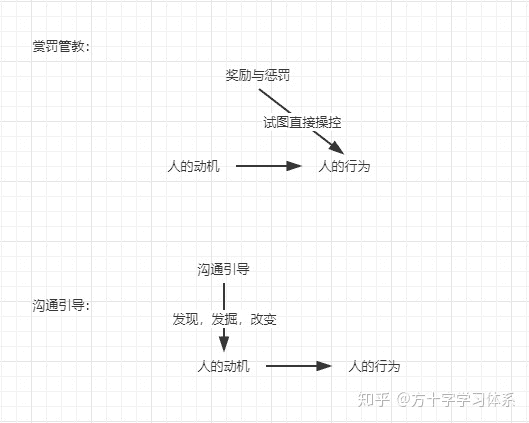 赏罚管教：
奖励与惩罚
试图直接操控
人的动机
人的行为
沟通引导
沟通引导：
发现，发掘，改变
人的动机
人的行为
知乎 @方十字学习体系